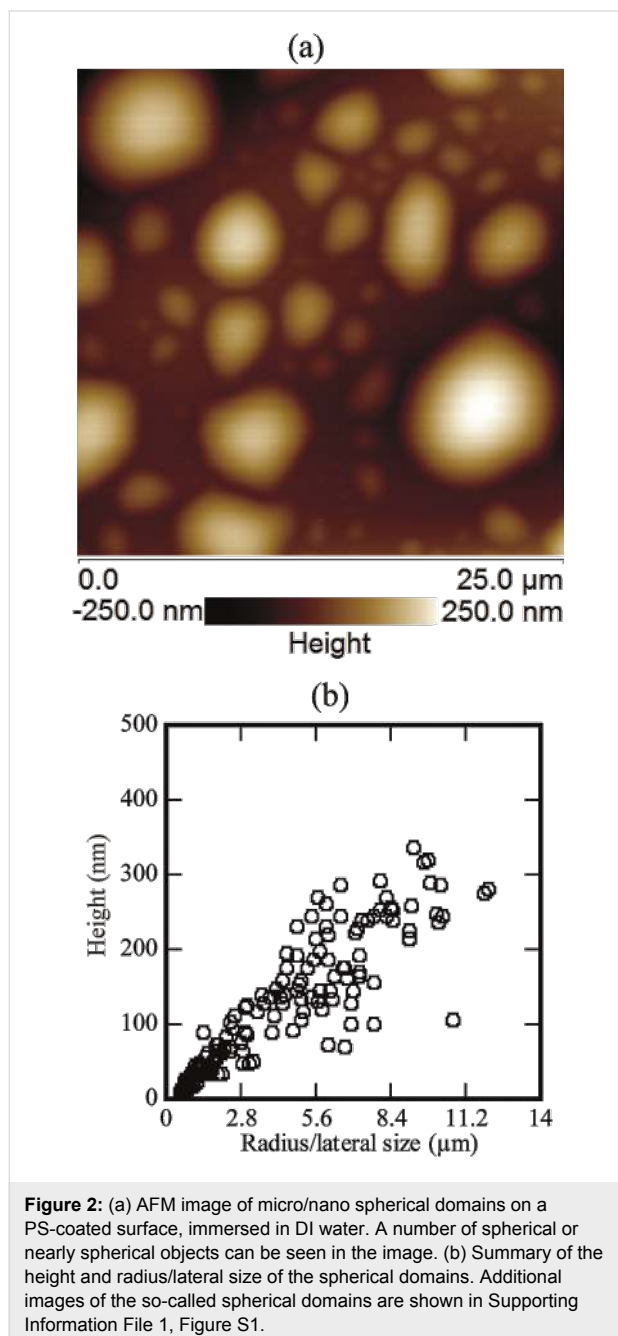 (a)
0.0 25.0 µm
-250.0 nm 250.0 nm
Height
(b)
500
400
300
200
100
0
Height (nm)
0 2.8 5.6 8.4 11.2 14
Radius/lateral size (µm)
Figure 2: (a) AFM image of micro/nano spherical domains on a
PS-coated surface, immersed in DI water. A number of spherical or
nearly spherical objects can be seen in the image. (b) Summary of the
height and radius/lateral size of the spherical domains. Additional
images of the so-called spherical domains are shown in Supporting
Information File 1, Figure S1.